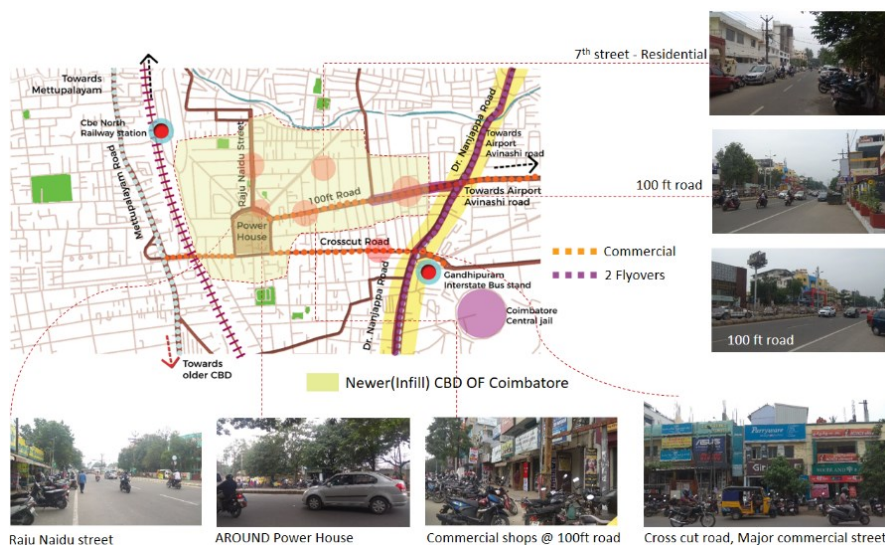 7th street - Residential
Towards
Mettupalayam
Cbe North
Railway station
Mettupalayam Road
Raju Naidu Street
Dr. Nanjappa Road
Towards
Airport
Avinashi road
100ft Road
Towards Airport
Avinashi road
100 ft road
Power
House
Crosscut Road
Commercial
2 Flyovers
Gandhipuram
Interstate Bus stand
Dr. Nanjappa Road
Coimbatore
Central jail
100 ft road
Towards
older CBD
Newer(Infill) CBD OF Coimbatore
Parryware
ASUS
Raju Naidu street
AROUND Power House
Commercial shops @ 100ft road
Cross cut road, Major commercial street